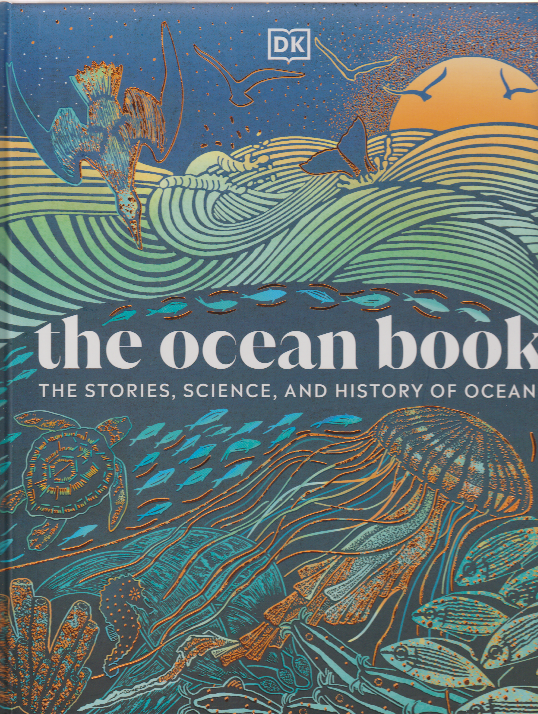 DK
the ocean book
THE STORIES, SCIENCE, AND HISTORY OF OCEAN